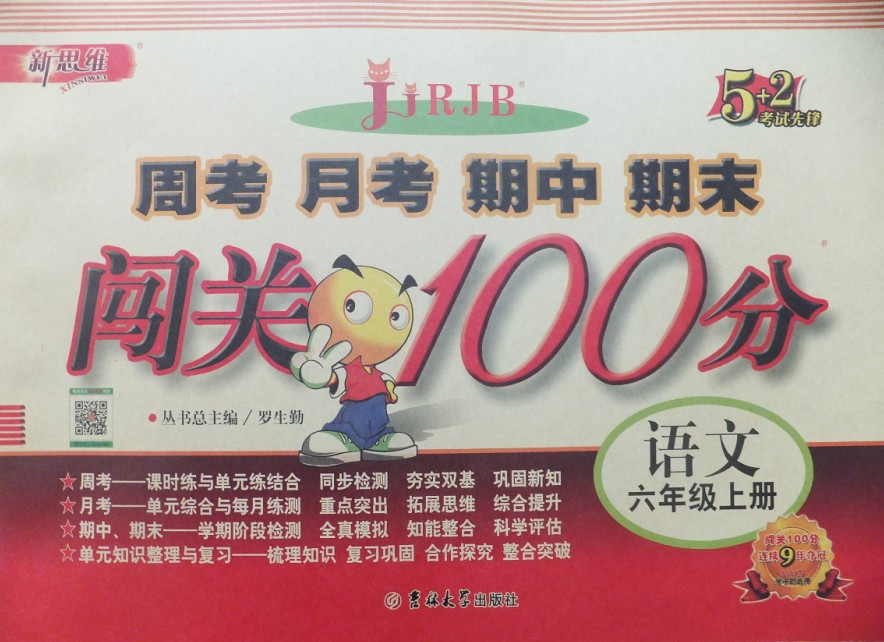 新思维
XINSIWEI
JJRJB
5+2
考试先锋
周考 月考 期中 期末
闯关100分
丛书总主编/罗生勤
语文
六年级上册
周考——课时练与单元练结合 同步检测 夯实双基 巩固新知
月考——单元综合与每月练测 重点突出 拓展思维 综合提升
期中、期末——学期阶段检测 全真模拟 知能整合 科学评估
单元知识整理与复习——梳理知识 复习巩固 合作探究 整合突破
闯关100分
连续9年夺冠
吉林大学出版社